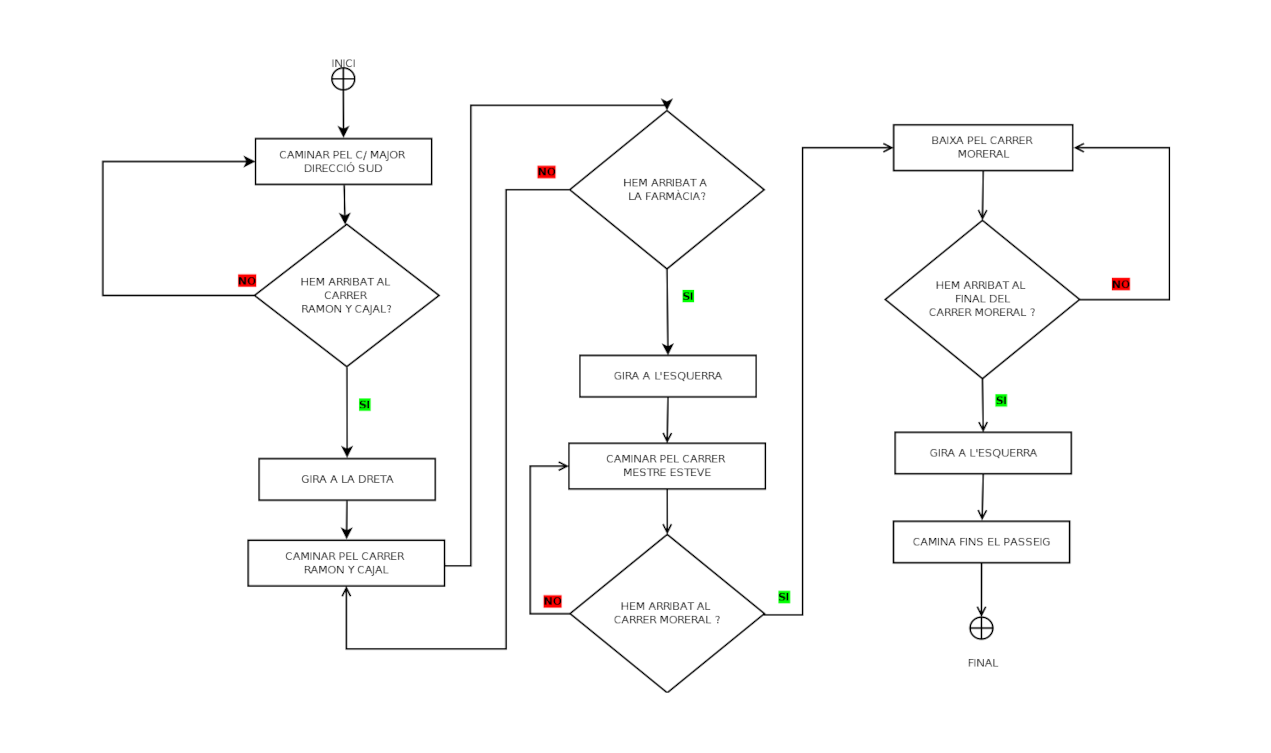 INICI
CAMINAR PEL C/ MAJOR
DIRECCIÓ SUD
HEM ARRIBAT AL
CARRER
RAMON Y CAJAL?
NO
SI
GIRA A LA DRETA
CAMINAR PEL CARRER
RAMON Y CAJAL
HEM ARRIBAT A
LA FARMÀCIA?
NO
SI
GIRA A L'ESQUERRA
CAMINAR PEL CARRER
MESTRE ESTEVE
HEM ARRIBAT AL
CARRER MORERAL ?
NO
SI
BAIXA PEL CARRER
MORERAL
HEM ARRIBAT AL
FINAL DEL
CARRER MORERAL ?
NO
SI
GIRA A L'ESQUERRA
CAMINA FINS EL PASSEIG
FINAL